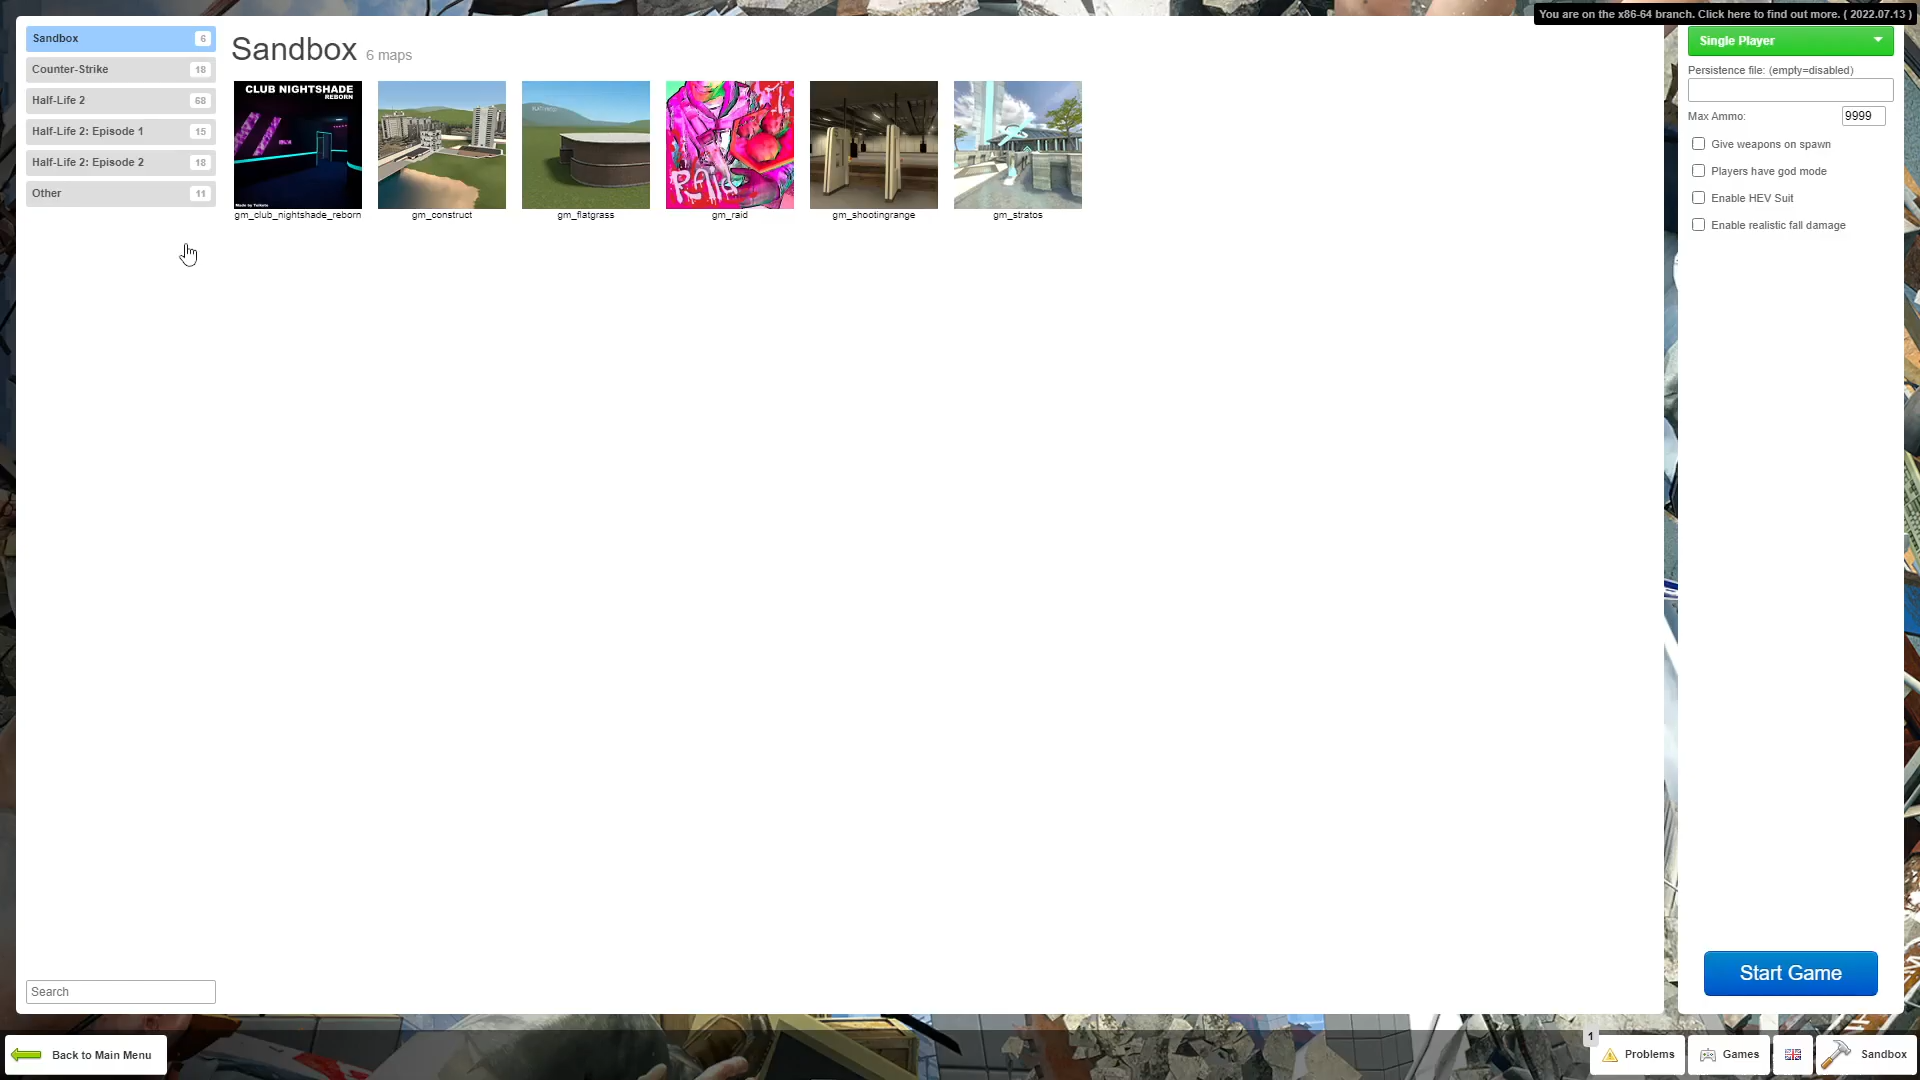 You are on the x86-64 branch. Click here to find out more. ( 2022.07.13 )
Sandbox 6
Counter-Strike 18
Half-Life 2 68
Half-Life 2: Episode 1 15
Half-Life 2: Episode 2 18
Other 11
Search
Sandbox 6 maps
CLUB NIGHTSHADE
REBORN
gm_club_nightshade_reborn
gm_construct
gm_flatgrass
RAID
gm_raid
gm_shootingrange
gm_stratos
Single Player
Persistence file: (empty=disabled)
Max Ammo: 9999
Give weapons on spawn
Players have god mode
Enable HEV Suit
Enable realistic fall damage
Start Game
Back to Main Menu
1
Problems
Games
Sandbox